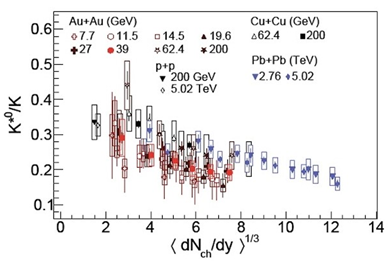 Au+Au (GeV) Cu+Cu (GeV)
7.7 11.5 14.5 19.6 62.4 200
27 39 62.4 200 Pb+Pb (TeV)
p+p 2.76 5.02
200 GeV
5.02 TeV
K*0/K
0.5
0.4
0.3
0.2
0.1
0 2 4 6 8 10 12 14
⟨ dNch/dy ⟩1/3